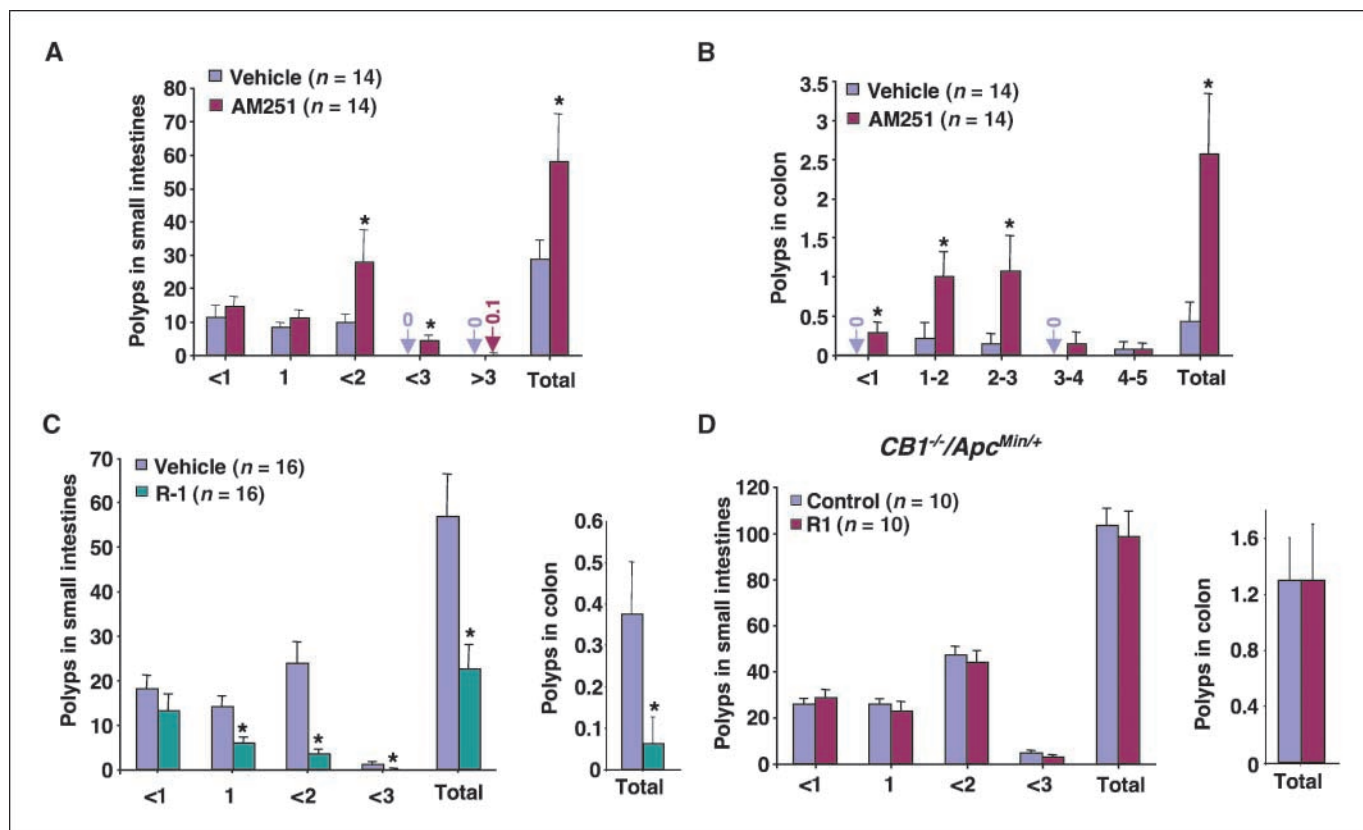 A
Vehicle (n = 14)
AM251 (n = 14)
Polyps in small intestines
80
70
60
50
40
30
20
10
0
*
*
0
*
0
0.1
<1 1 <2 <3 >3 Total
B
Vehicle (n = 14)
AM251 (n = 14)
Polyps in colon
3.5
3
2.5
2
1.5
1
0.5
0
*
*
*
0
*
0
<1 1-2 2-3 3-4 4-5 Total
C
Vehicle (n = 16)
R-1 (n = 16)
Polyps in small intestines
70
60
50
40
30
20
10
0
*
*
*
*
<1 1 <2 <3 Total
Polyps in colon
0.6
0.5
0.4
0.3
0.2
0.1
0
*
Total
D
CB1-/-/ApcMin/+
Control (n = 10)
R1 (n = 10)
Polyps in small intestines
120
100
80
60
40
20
0
<1 1 <2 <3 Total
Polyps in colon
1.6
1.2
0.8
0.4
0
Total